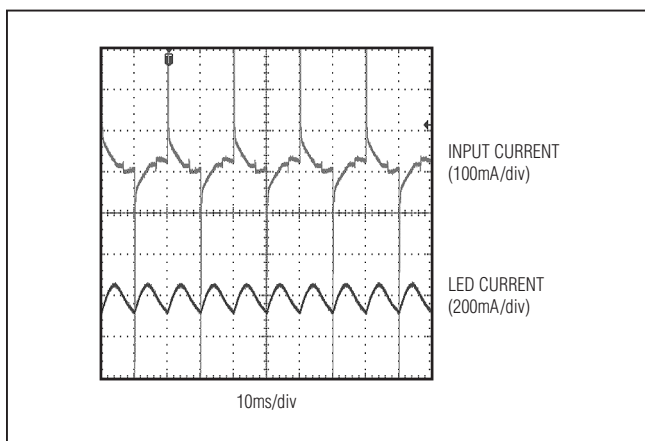 T
INPUT CURRENT
(100mA/div)
LED CURRENT
(200mA/div)
10ms/div